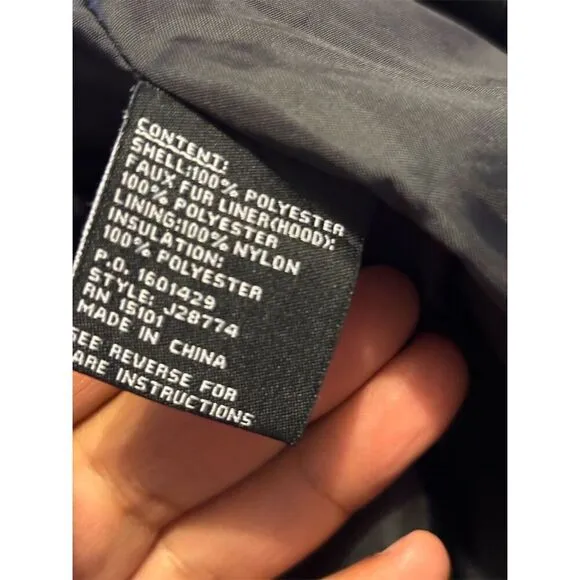 CONTENT:
SHELL:100% POLYESTER
FAUX FUR LINER(HOOD):
100% POLYESTER
LINING:100% NYLON
INSULATION:
100% POLYESTER
P.O. 1601429
STYLE: J28774
RN 15101
MADE IN CHINA
SEE REVERSE FOR
ARE INSTRUCTIONS